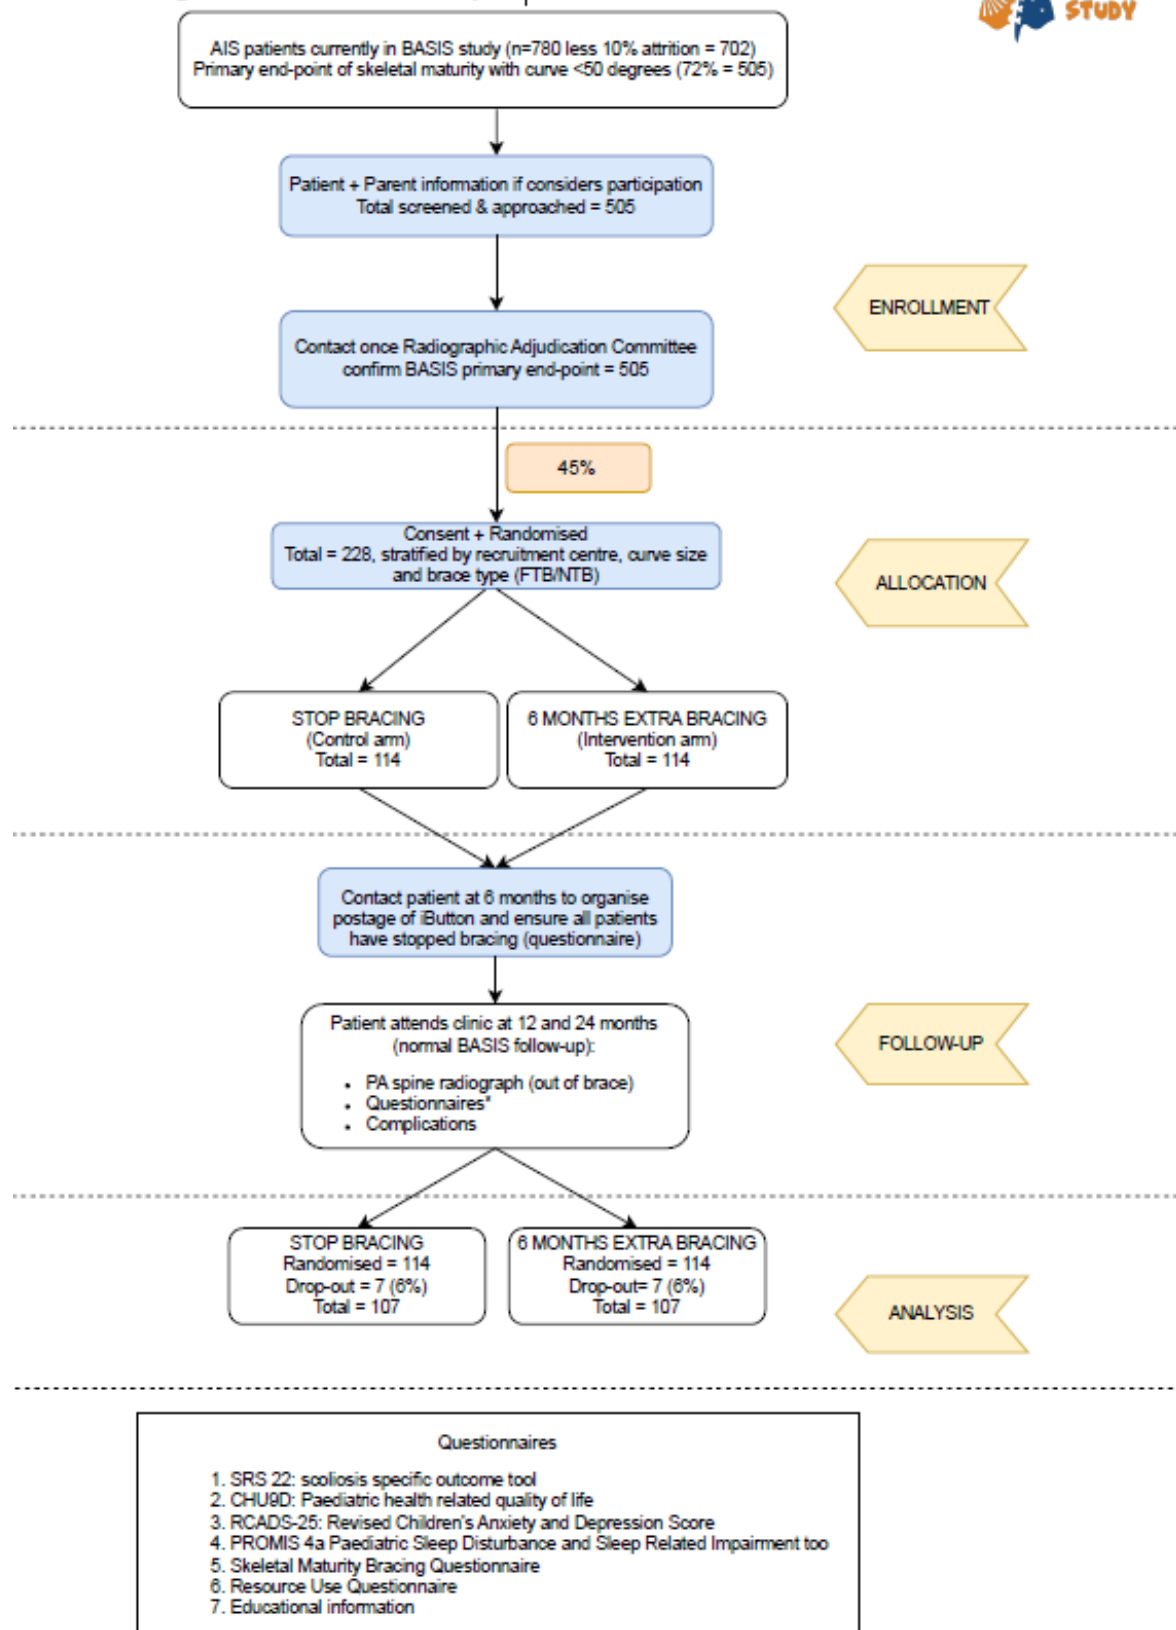 STUDY
AIS patients currently in BASIS study (n=780 less 10% attrition = 702)
Primary end-point of skeletal maturity with curve <50 degrees (72% = 505)
Patient + Parent information if considers participation
Total screened & approached = 505
ENROLLMENT
Contact once Radiographic Adjudication Committee
confirm BASIS primary end-point = 505
45%
Consent + Randomised
Total = 228, stratified by recruitment centre, curve size
and brace type (FTB/NTB)
ALLOCATION
STOP BRACING
(Control arm)
Total = 114
6 MONTHS EXTRA BRACING
(Intervention arm)
Total = 114
Contact patient at 6 months to organise
postage of iButton and ensure all patients
have stopped bracing (questionnaire)
Patient attends clinic at 12 and 24 months
(normal BASIS follow-up):
• PA spine radiograph (out of brace)
• Questionnaires*
• Complications
FOLLOW-UP
STOP BRACING
Randomised = 114
Drop-out = 7 (6%)
Total = 107
6 MONTHS EXTRA BRACING
Randomised = 114
Drop-out= 7 (6%)
Total = 107
ANALYSIS
Questionnaires
1. SRS 22: scoliosis specific outcome tool
2. CHU9D: Paediatric health related quality of life
3. RCADS-25: Revised Children's Anxiety and Depression Score
4. PROMIS 4a Paediatric Sleep Disturbance and Sleep Related Impairment too
5. Skeletal Maturity Bracing Questionnaire
6. Resource Use Questionnaire
7. Educational information